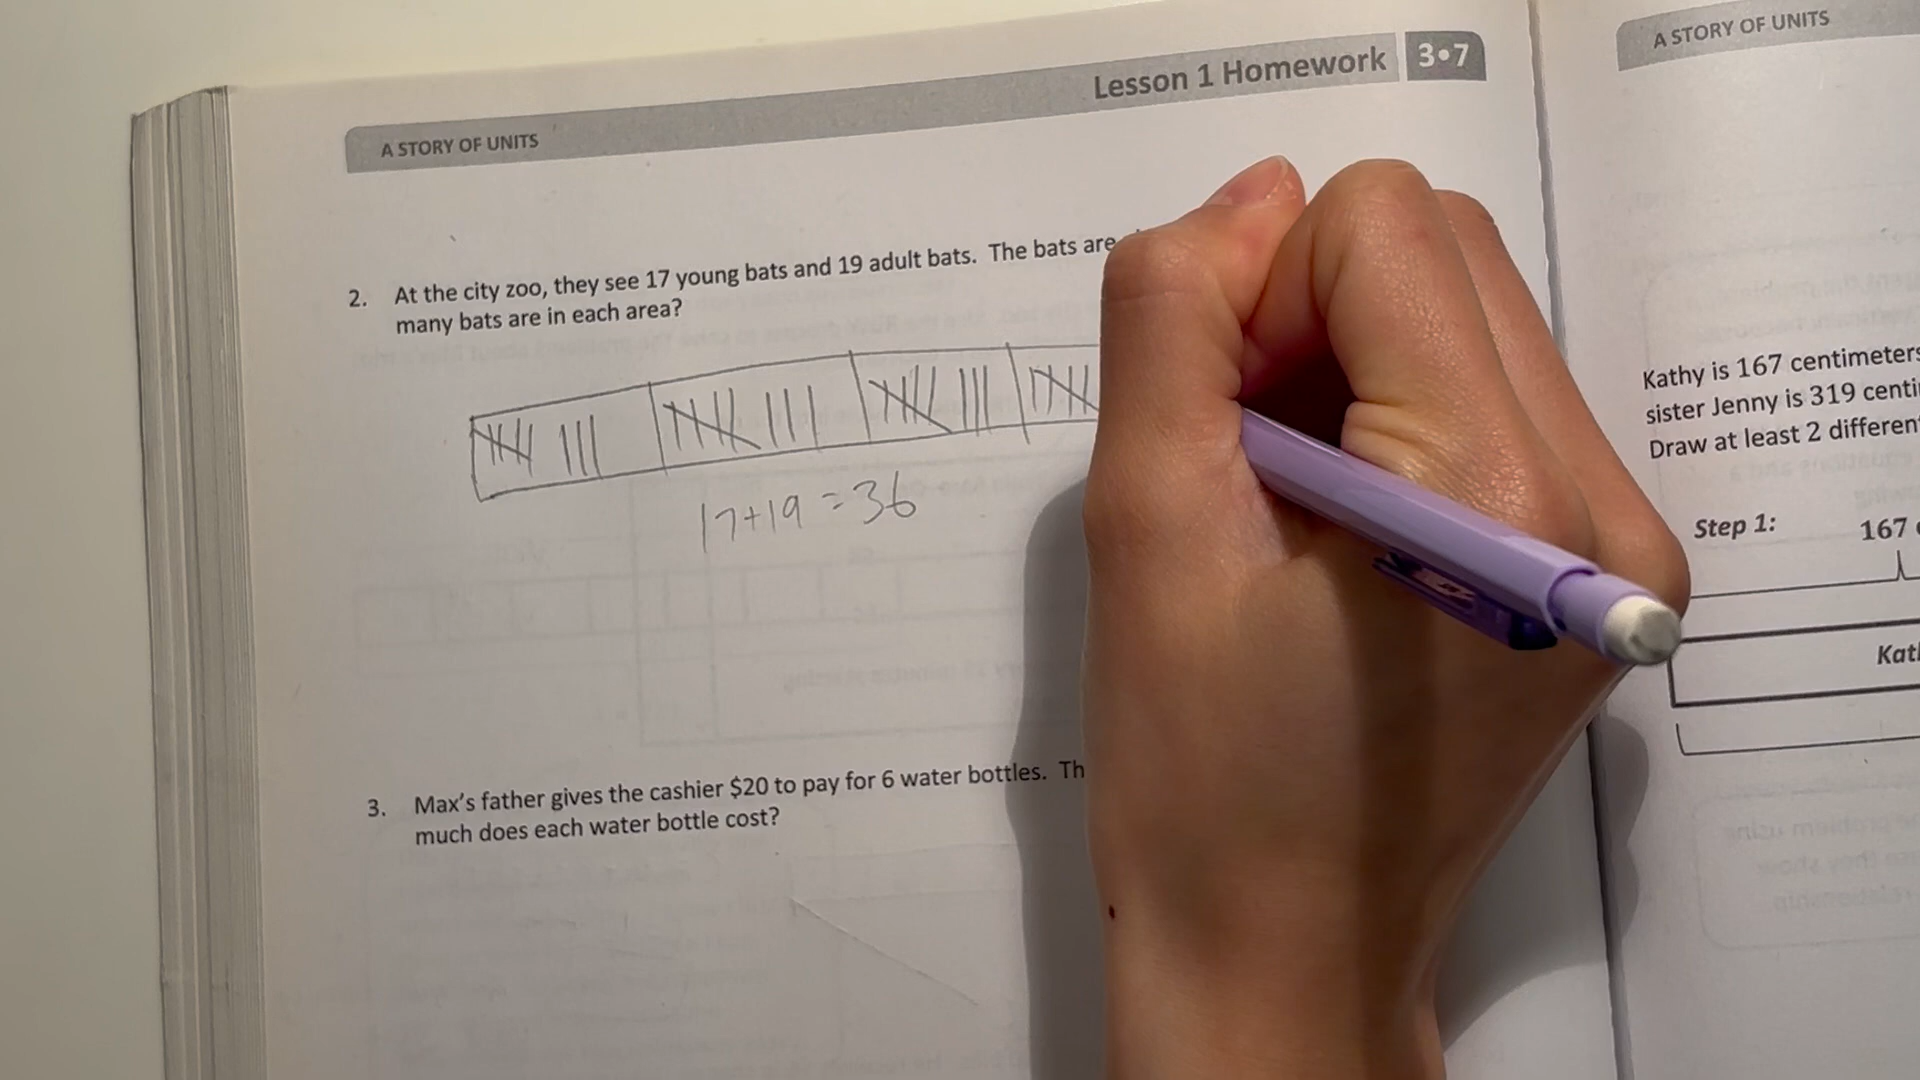 A STORY OF UNITS
Lesson 1 Homework 3•7
2. At the city zoo, they see 17 young bats and 19 adult bats. The bats are
many bats are in each area?
17+19 = 36
3. Max's father gives the cashier $20 to pay for 6 water bottles. Th
much does each water bottle cost?
A STORY OF UNITS
Kathy is 167 centimeters
sister Jenny is 319 centi
Draw at least 2 differen
Step 1: 167
Kat